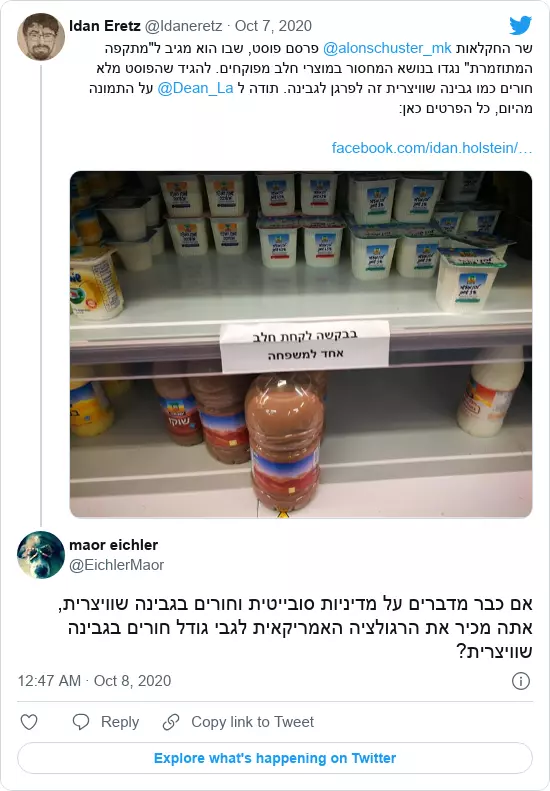 Idan Eretz @Idaneretz · Oct 7, 2020
שר החקלאות @alonschuster_mk פרסם פוסט, שבו הוא מגיב ל"מתקפה
המתוזמרת" נגדו בנושא המחסור במוצרי חלב מפוקחים. להגיד שהפוסט מלא
חורים כמו גבינה שוויצרית זה לפרגן לגבינה. תודה ל @Dean_La על התמונה
מהיום, כל הפרטים כאן:
facebook.com/idan.holstein/…
בבקשה לקחת חלב
אחד למשפחה
שוקו
maor eichler
@EichlerMaor
אם כבר מדברים על מדיניות סובייטית וחורים בגבינה שוויצרית,
אתה מכיר את הרגולציה האמריקאית לגבי גודל חורים בגבינה
שוויצרית?
12:47 AM · Oct 8, 2020
Reply
Copy link to Tweet
Explore what's happening on Twitter